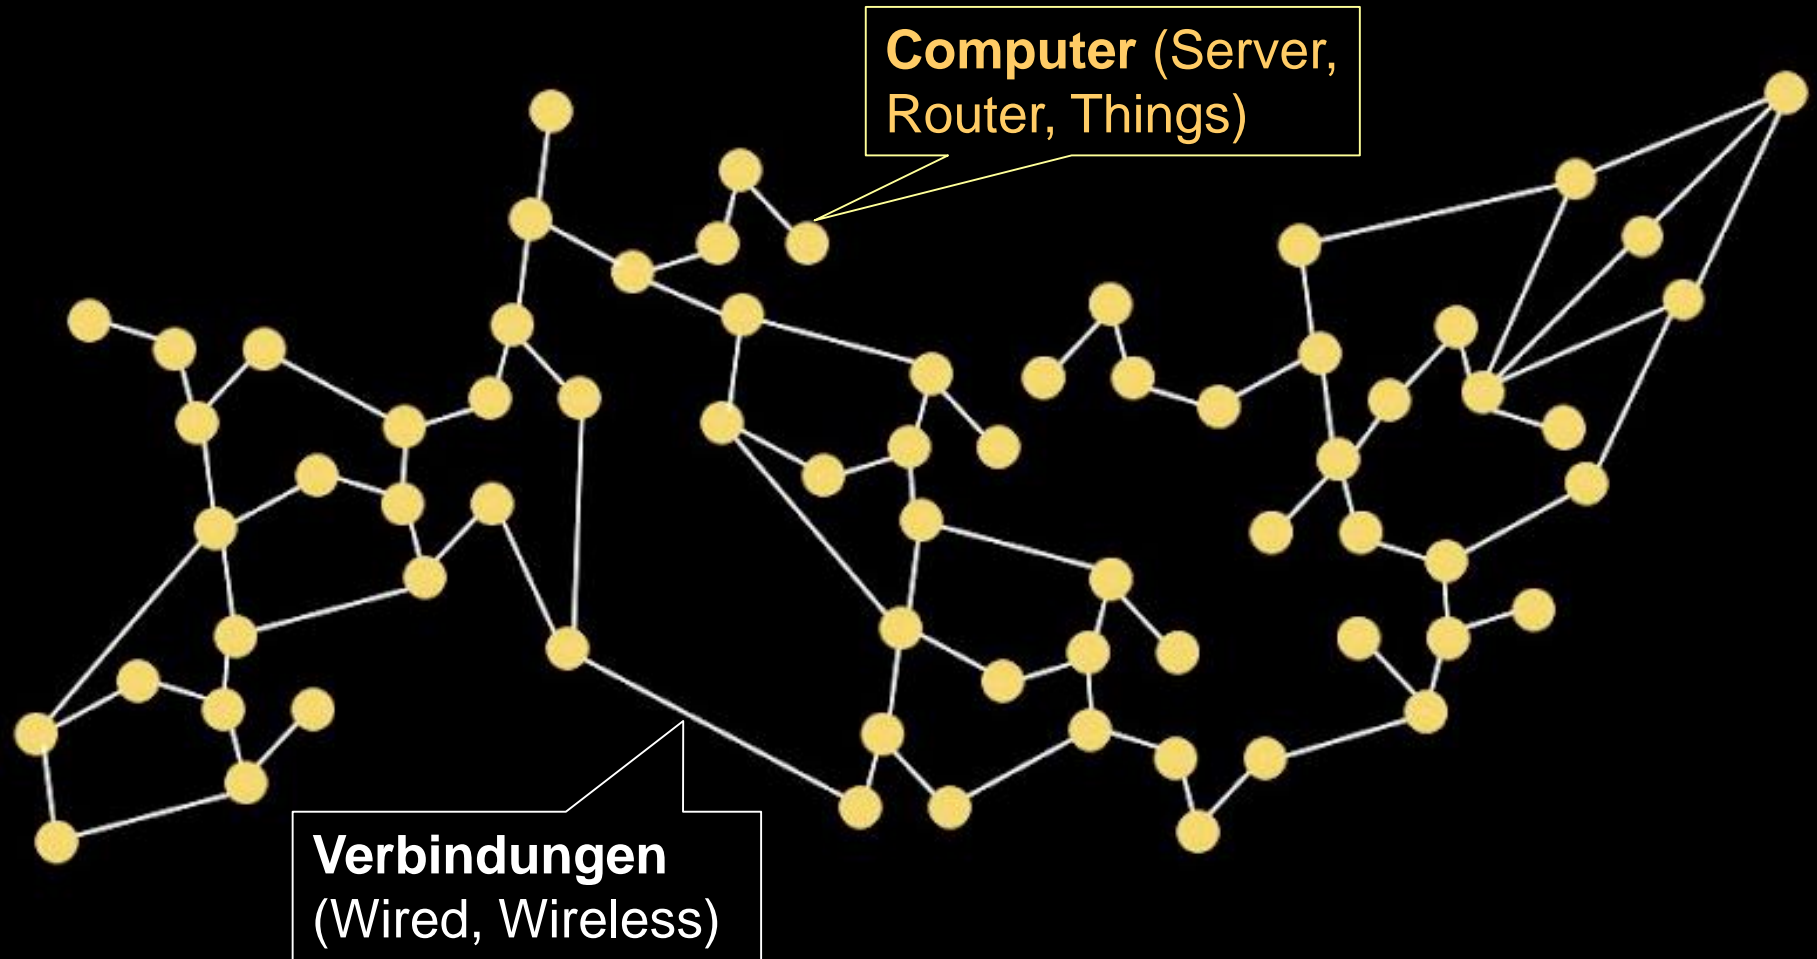 Computer (Server,
Router, Things)
Verbindungen
(Wired, Wireless)